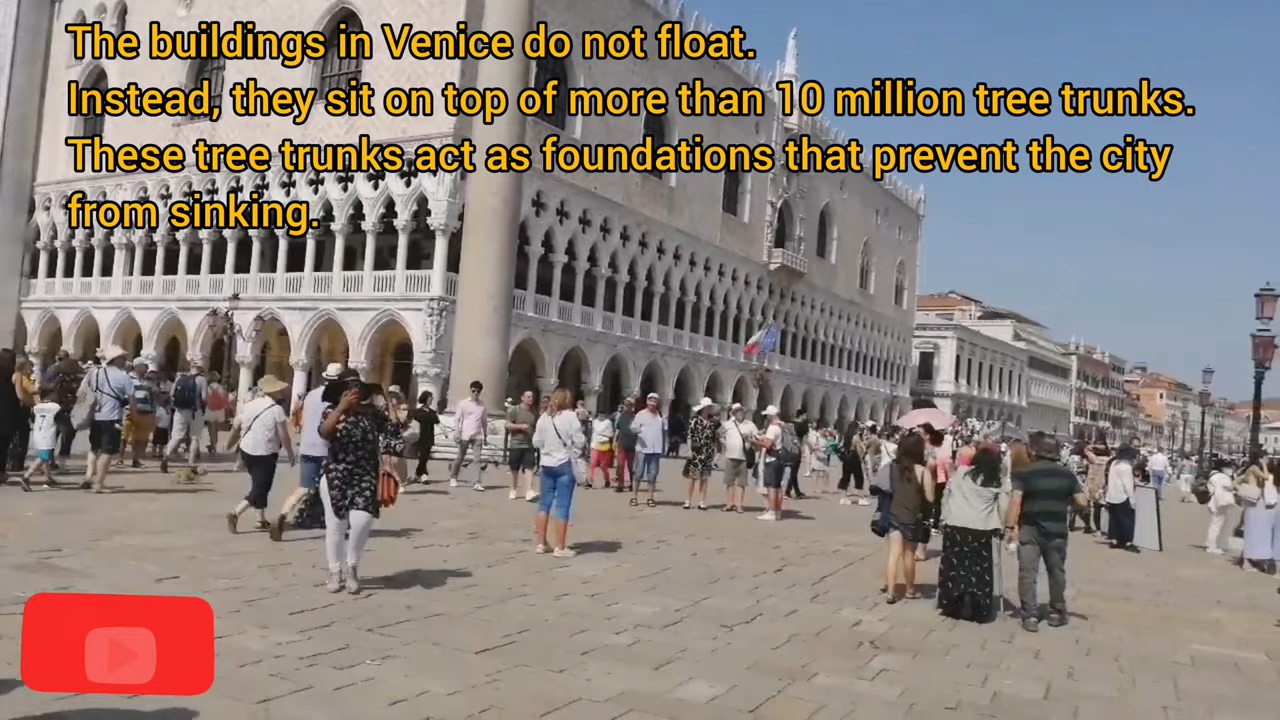 The buildings in Venice do not float.
Instead, they sit on top of more than 10 million tree trunks.
These tree trunks act as foundations that prevent the city
from sinking.